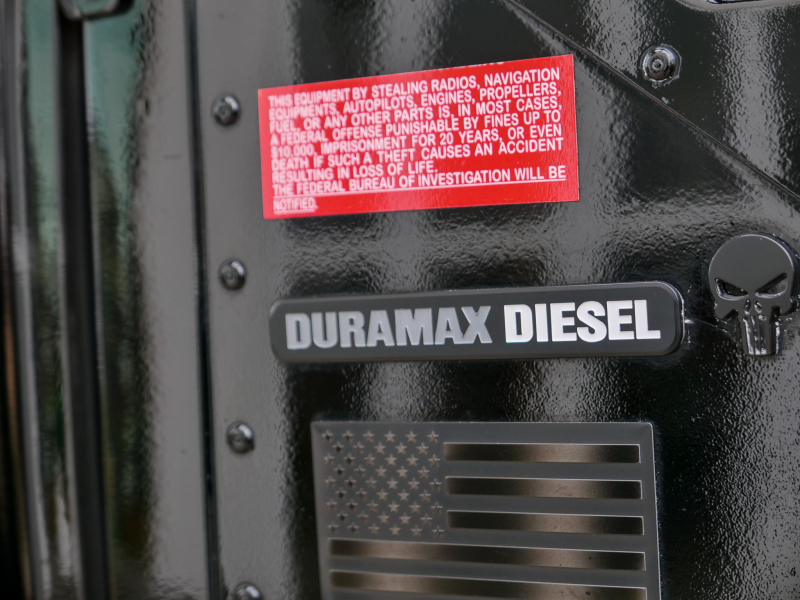 THIS EQUIPMENT BY STEALING RADIOS, NAVIGATION
EQUIPMENTS, AUTOPILOTS, ENGINES, PROPELLERS,
FUEL, OR ANY OTHER PARTS IS, IN MOST CASES,
A FEDERAL OFFENSE PUNISHABLE BY FINES UP TO
$10,000, IMPRISONMENT FOR 20 YEARS, OR EVEN
DEATH IF SUCH A THEFT CAUSES AN ACCIDENT
RESULTING IN LOSS OF LIFE.
THE FEDERAL BUREAU OF INVESTIGATION WILL BE
NOTIFIED.
DURAMAX DIESEL